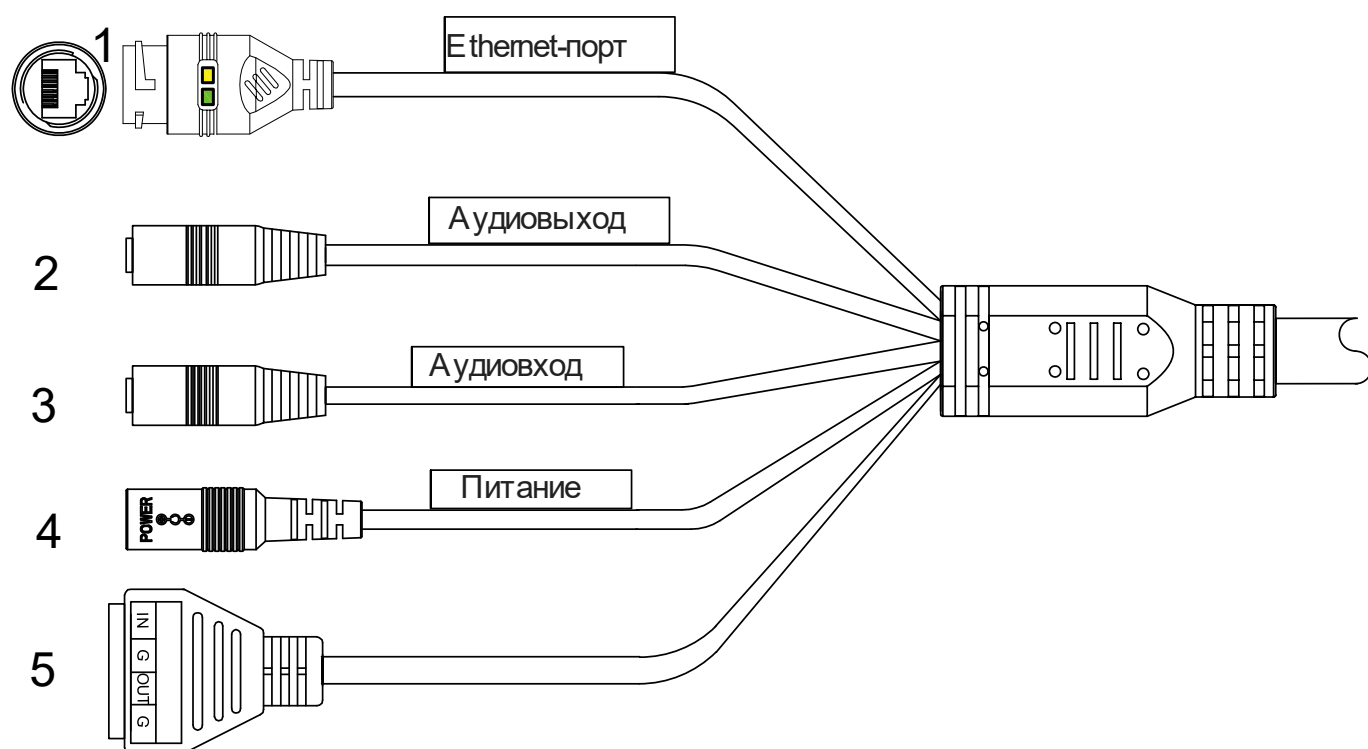 1
Ethernet-порт
2
Аудиовыход
3
Аудиовход
4
POWER
Питание
5
IN
G
OUT
G